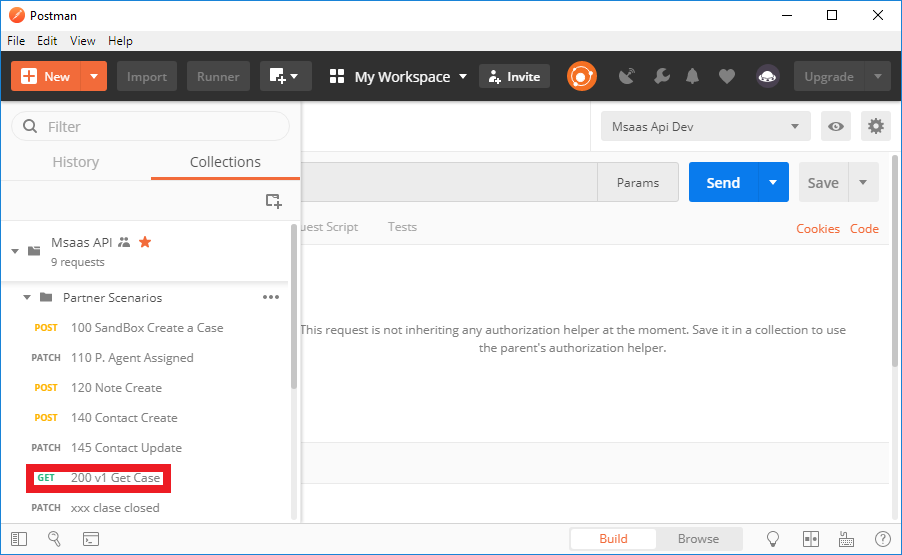 Postman
File Edit View Help
New Import Runner My Workspace Invite Upgrade
Filter
History Collections
Msaas API
9 requests
Partner Scenarios
POST 100 SandBox Create a Case
PATCH 110 P. Agent Assigned
POST 120 Note Create
POST 140 Contact Create
PATCH 145 Contact Update
GET 200 v1 Get Case
PATCH xxx clase closed
Msaas Api Dev
Params Send Save
uest Script Tests Cookies Code
This request is not inheriting any authorization helper at the moment. Save it in a collection to use
the parent's authorization helper.
Build Browse